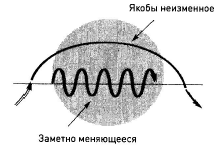 Якобы неизменное
Заметно меняющееся